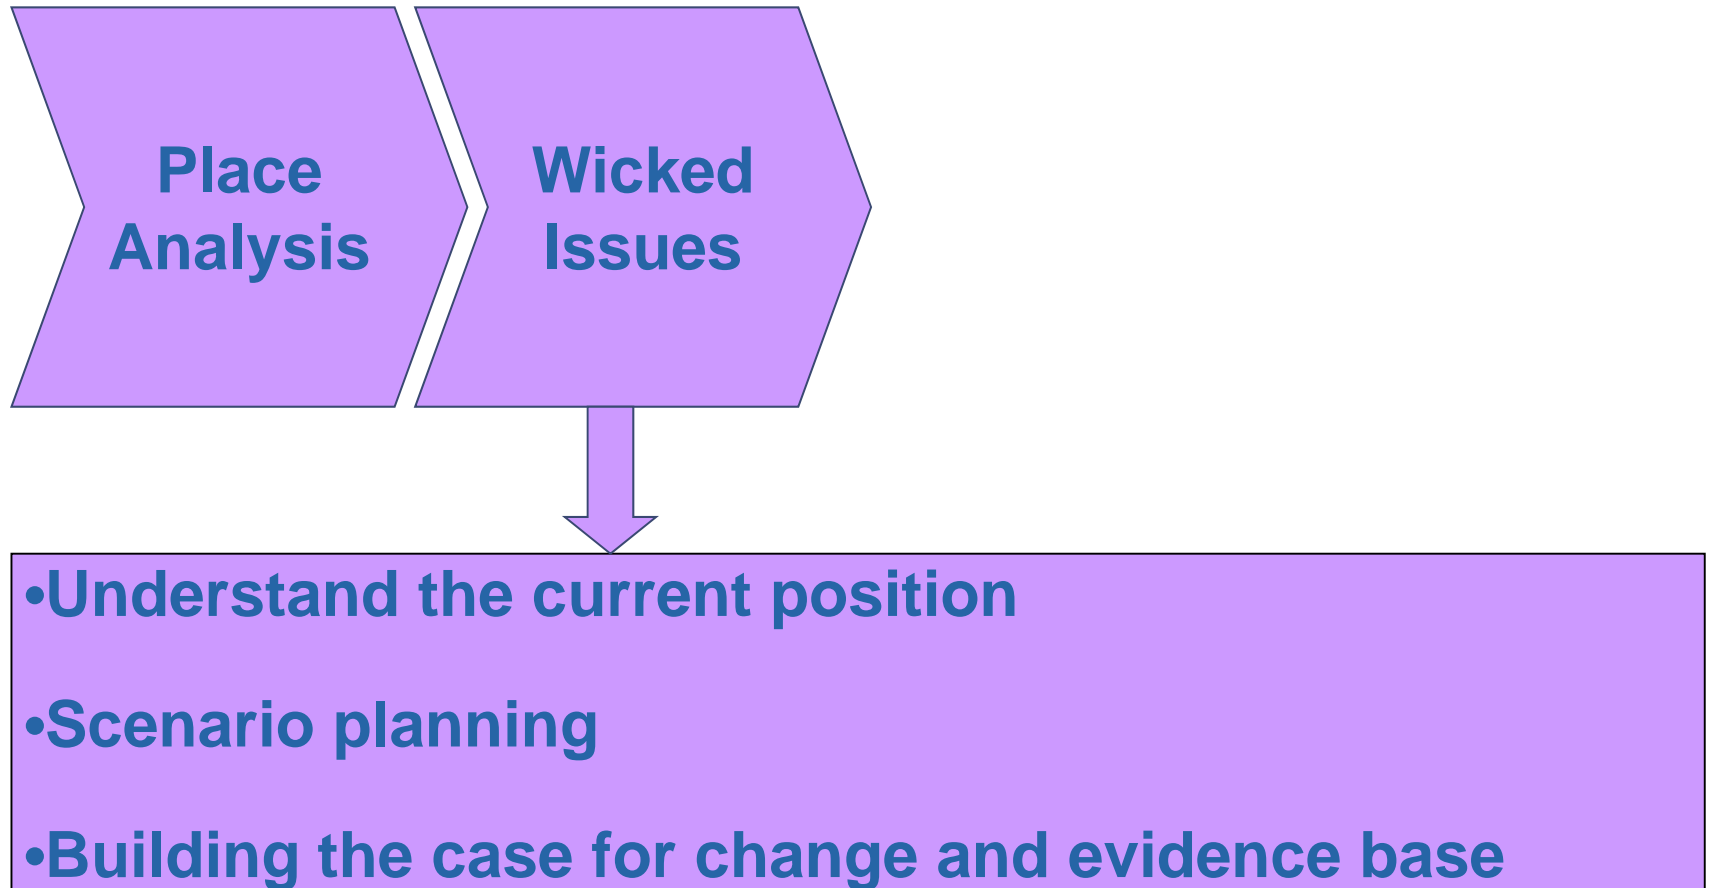 Place
Analysis
Wicked
Issues
•Understand the current position
•Scenario planning
•Building the case for change and evidence base